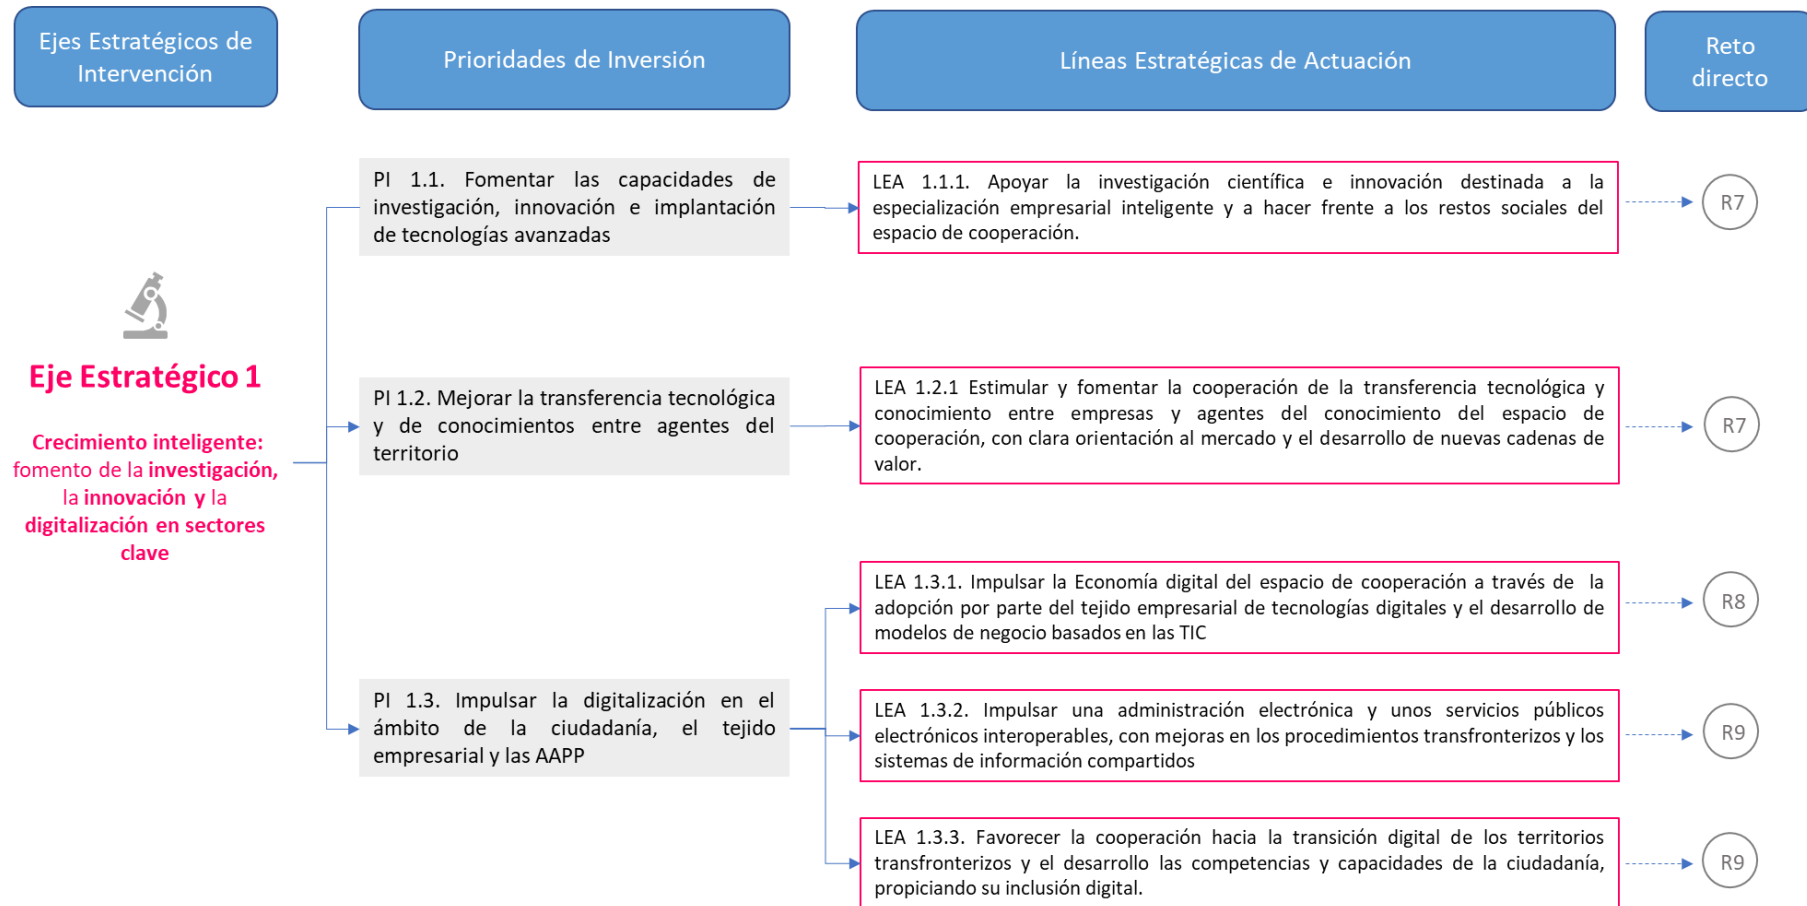 Ejes Estratégicos de
Intervención
Prioridades de Inversión
Líneas Estratégicas de Actuación
Reto
directo
Eje Estratégico 1
Crecimiento inteligente:
fomento de la investigación,
la innovación y la
digitalización en sectores
clave
PI 1.1. Fomentar las capacidades de
investigación, innovación e implantación
de tecnologías avanzadas
LEA 1.1.1. Apoyar la investigación científica e innovación destinada a la
especialización empresarial inteligente y a hacer frente a los restos sociales del
espacio de cooperación.
R7
PI 1.2. Mejorar la transferencia tecnológica
y de conocimientos entre agentes del
territorio
LEA 1.2.1 Estimular y fomentar la cooperación de la transferencia tecnológica y
conocimiento entre empresas y agentes del conocimiento del espacio de
cooperación, con clara orientación al mercado y el desarrollo de nuevas cadenas de
valor.
R7
PI 1.3. Impulsar la digitalización en el
ámbito de la ciudadanía, el tejido
empresarial y las AAPP
LEA 1.3.1. Impulsar la Economía digital del espacio de cooperación a través de la
adopción por parte del tejido empresarial de tecnologías digitales y el desarrollo de
modelos de negocio basados en las TIC
R8
LEA 1.3.2. Impulsar una administración electrónica y unos servicios públicos
electrónicos interoperables, con mejoras en los procedimientos transfronterizos y los
sistemas de información compartidos
R9
LEA 1.3.3. Favorecer la cooperación hacia la transición digital de los territorios
transfronterizos y el desarrollo las competencias y capacidades de la ciudadanía,
propiciando su inclusión digital.
R9